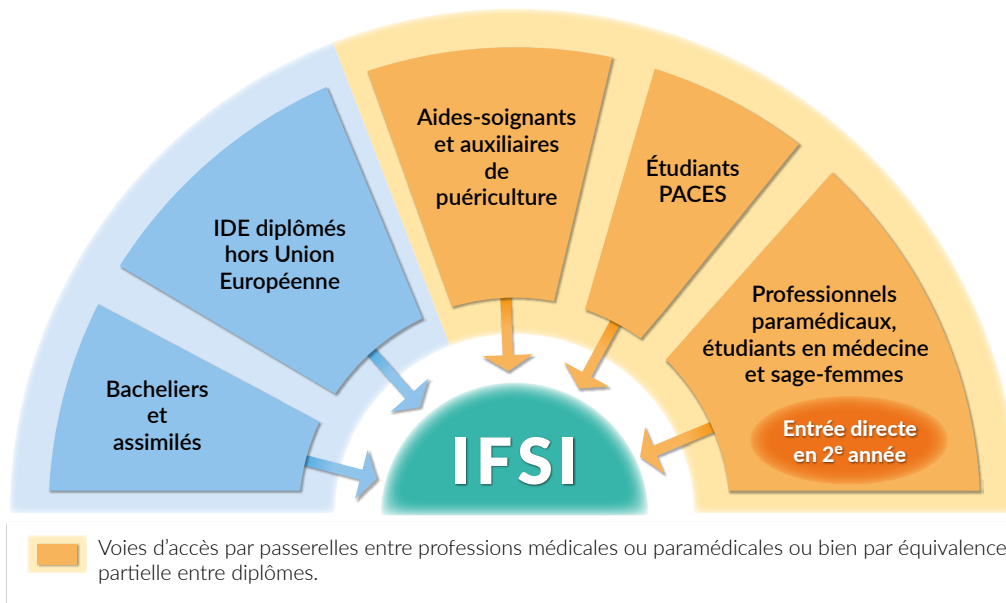 Bacheliers
et
assimilés
IDE diplômés
hors Union
Européenne
Aides-soignants
et auxiliaires
de
puériculture
Étudiants
PACES
Professionnels
paramédicaux,
étudiants en médecine
et sage-femmes
Entrée directe
en 2e année
IFSI
Voies d’accès par passerelles entre professions médicales ou paramédicales ou bien par équivalence
partielle entre diplômes.